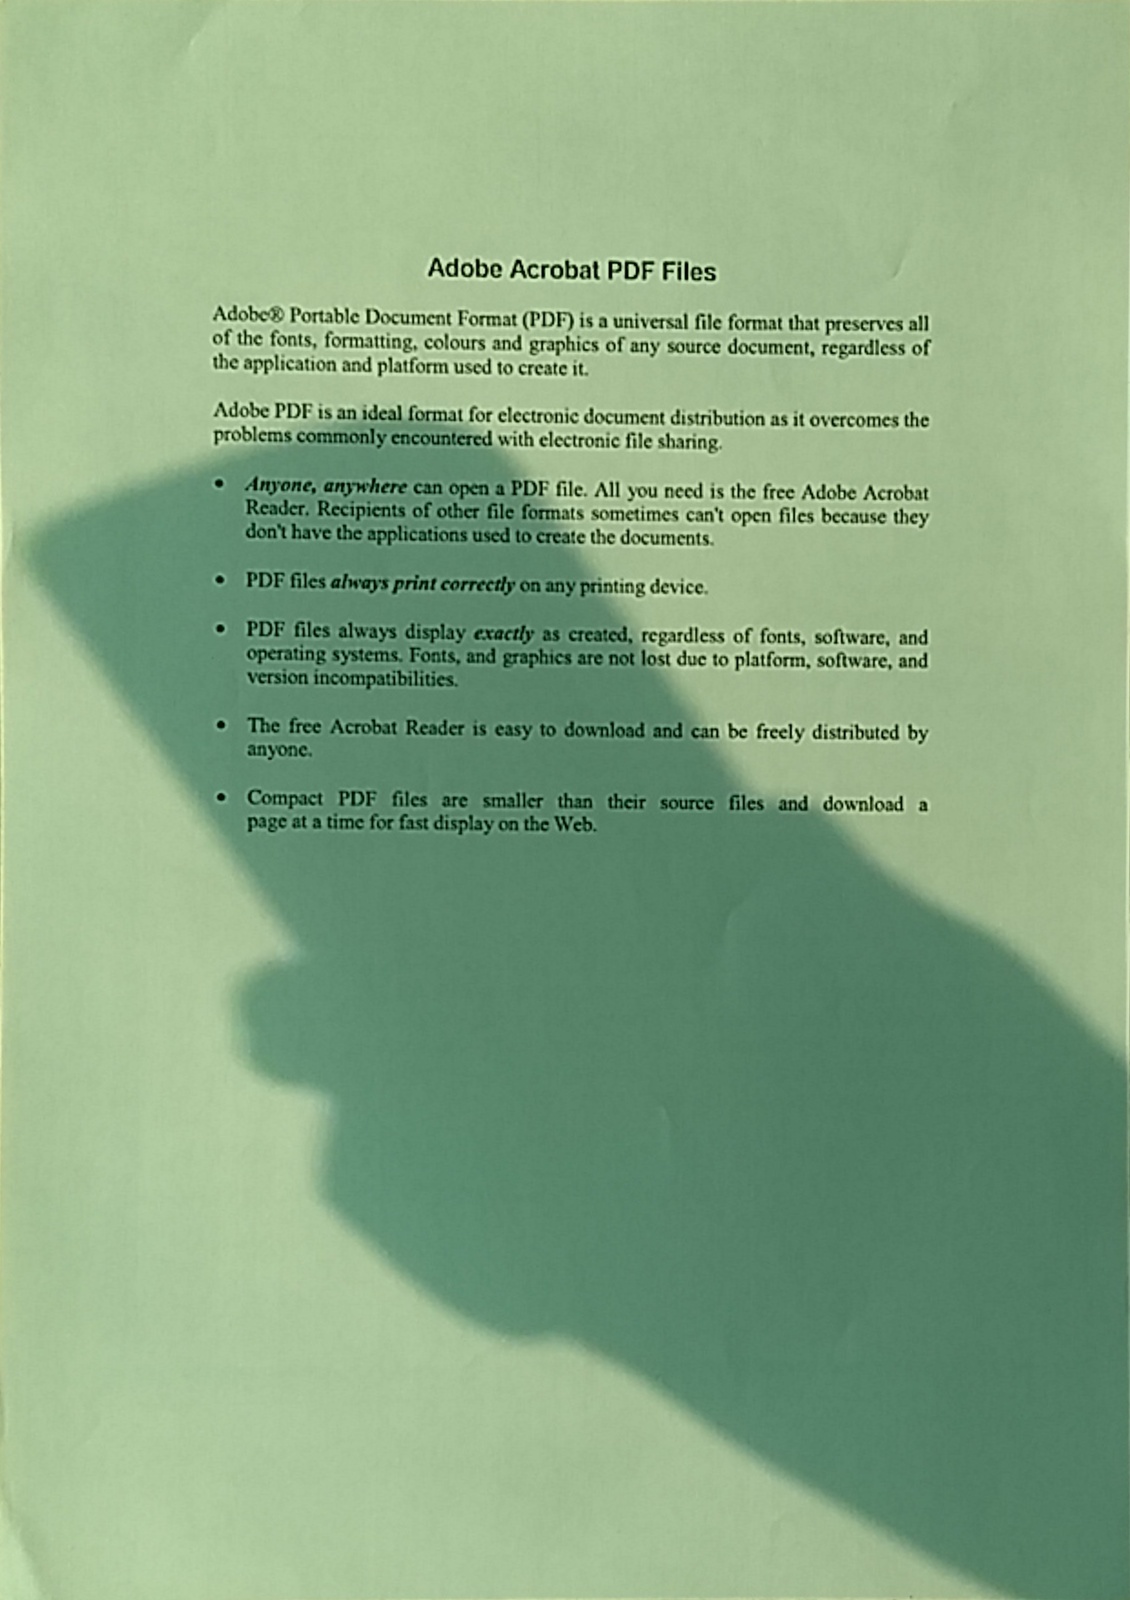 Adobe Acrobat PDF Files
Adobe® Portable Document Format (PDF) is a universal file format that preserves all
of the fonts, formatting, colours and graphics of any source document, regardless of
the application and platform used to create it.
Adobe PDF is an ideal format for electronic document distribution as it overcomes the
problems commonly encountered with electronic file sharing.
• Anyone, anywhere can open a PDF file. All you need is the free Adobe Acrobat
Reader. Recipients of other file formats sometimes can't open files because they
don't have the applications used to create the documents.
• PDF files always print correctly on any printing device.
• PDF files always display exactly as created, regardless of fonts, software, and
operating systems. Fonts, and graphics are not lost due to platform, software, and
version incompatibilities.
• The free Acrobat Reader is easy to download and can be freely distributed by
anyone.
• Compact PDF files are smaller than their source files and download a
page at a time for fast display on the Web.